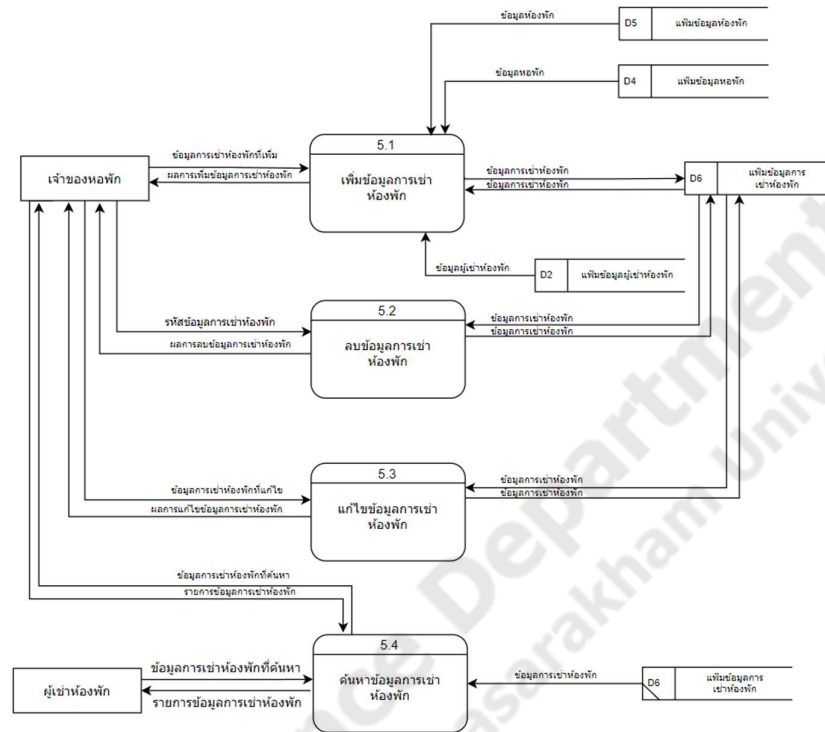 ข้อมูลห้องพัก
D5
แฟ้มข้อมูลห้องพัก
ข้อมูลหอพัก
D4
แฟ้มข้อมูลหอพัก
5.1
เพิ่มข้อมูลการเช่า
ห้องพัก
เจ้าของหอพัก
ข้อมูลการเช่าห้องพักที่เพิ่ม
ผลการเพิ่มข้อมูลการเช่าห้องพัก
ข้อมูลการเช่าห้องพัก
ข้อมูลการเช่าห้องพัก
D6
แฟ้มข้อมูลการ
เช่าห้องพัก
ข้อมูลผู้เช่าห้องพัก
D2
แฟ้มข้อมูลผู้เช่าห้องพัก
5.2
ลบข้อมูลการเช่า
ห้องพัก
รหัสข้อมูลการเช่าห้องพัก
ผลการลบข้อมูลการเช่าห้องพัก
ข้อมูลการเช่าห้องพัก
ข้อมูลการเช่าห้องพัก
5.3
แก้ไขข้อมูลการเช่า
ห้องพัก
ข้อมูลการเช่าห้องพักที่แก้ไข
ผลการแก้ไขข้อมูลการเช่าห้องพัก
ข้อมูลการเช่าห้องพัก
ข้อมูลการเช่าห้องพัก
ข้อมูลการเช่าห้องพักที่ค้นหา
รายการข้อมูลการเช่าห้องพัก
5.4
ค้นหาข้อมูลการเช่า
ห้องพัก
ผู้เช่าห้องพัก
ข้อมูลการเช่าห้องพักที่ค้นหา
รายการข้อมูลการเช่าห้องพัก
ข้อมูลการเช่าห้องพัก
D6
แฟ้มข้อมูลการ
เช่าห้องพัก
Department